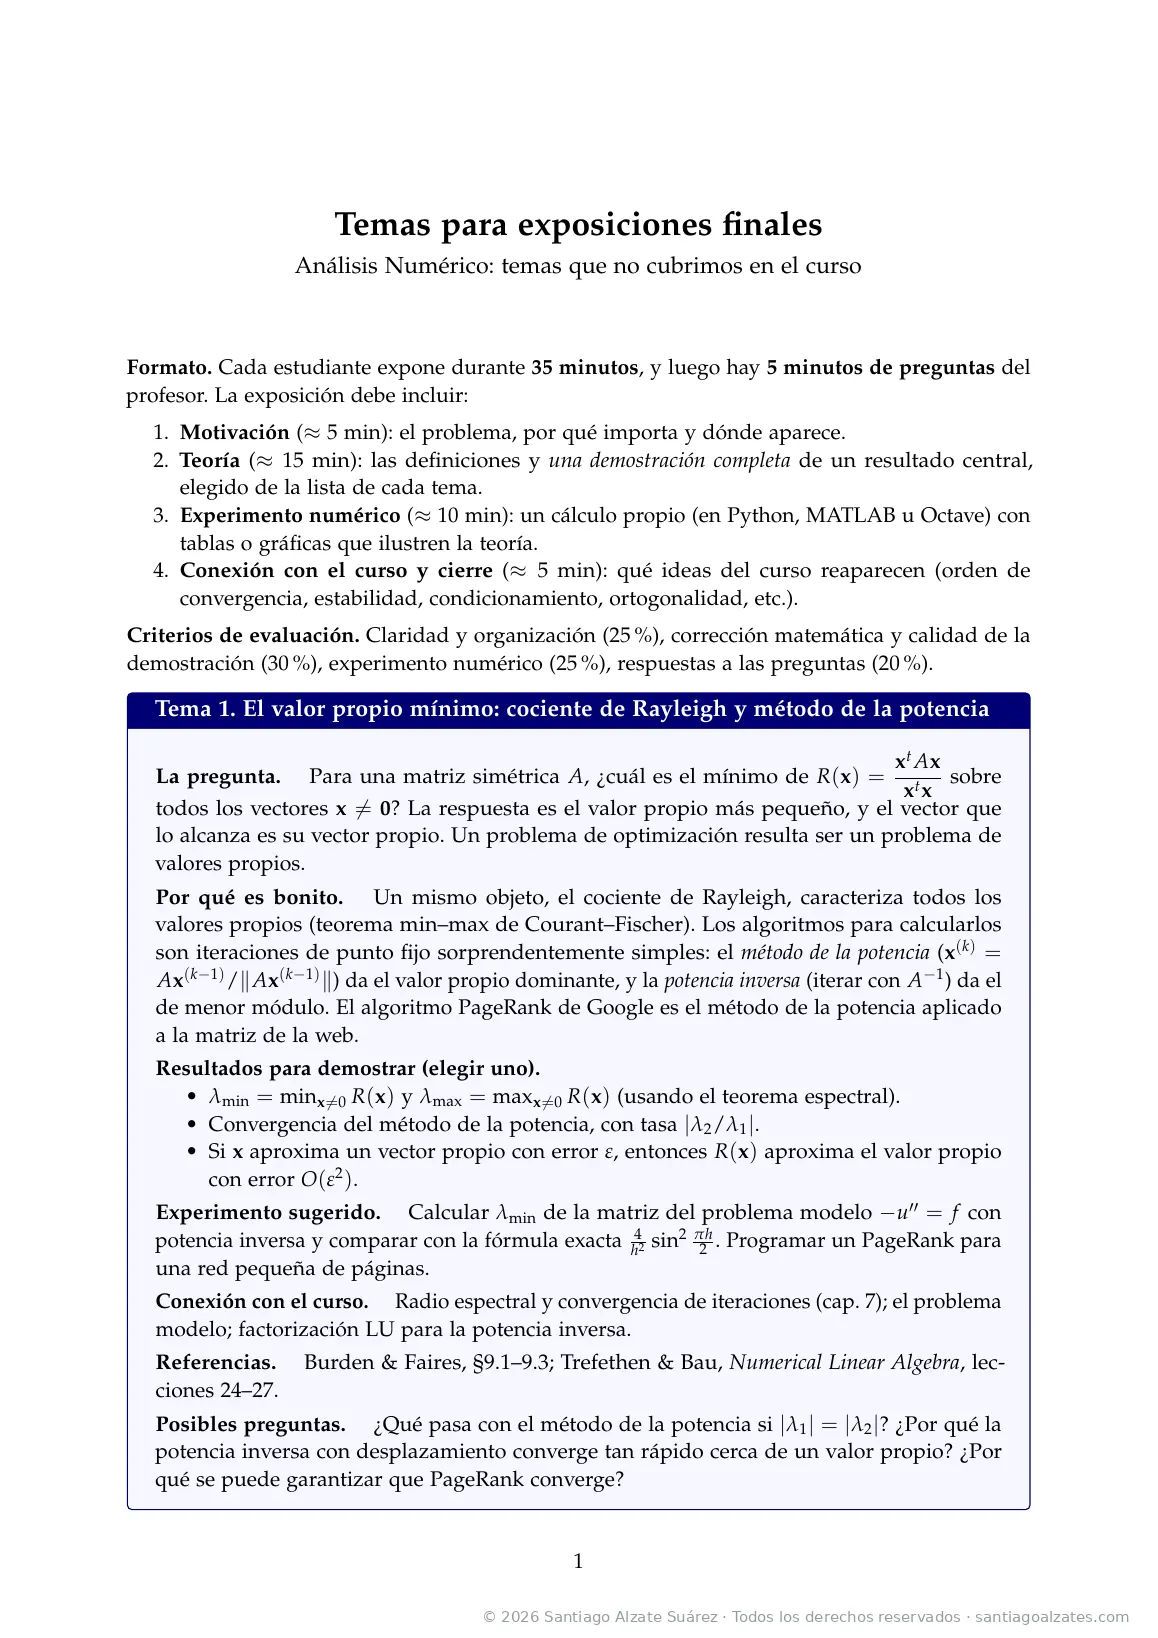 Temas para exposiciones finales
Análisis Numérico: temas que no cubrimos en el curso
Formato. Cada estudiante expone durante 35 minutos, y luego hay 5 minutos de preguntas del
profesor. La exposición debe incluir:
1. Motivación (≈ 5 min): el problema, por qué importa y dónde aparece.
2. Teoría (≈ 15 min): las definiciones y una demostración completa de un resultado central,
elegido de la lista de cada tema.
3. Experimento numérico (≈ 10 min): un cálculo propio (en Python, MATLAB u Octave) con
tablas o gráficas que ilustren la teoría.
4. Conexión con el curso y cierre (≈ 5 min): qué ideas del curso reaparecen (orden de
convergencia, estabilidad, condicionamiento, ortogonalidad, etc.).
Criterios de evaluación. Claridad y organización (25 %), corrección matemática y calidad de la
demostración (30 %), experimento numérico (25 %), respuestas a las preguntas (20 %).
Tema 1. El valor propio mínimo: cociente de Rayleigh y método de la potencia
La pregunta. Para una matriz simétrica A, ¿cuál es el mínimo de R(x) = xᵗAx / xᵗx sobre
todos los vectores x ≠ 0? La respuesta es el valor propio más pequeño, y el vector que
lo alcanza es su vector propio. Un problema de optimización resulta ser un problema de
valores propios.
Por qué es bonito. Un mismo objeto, el cociente de Rayleigh, caracteriza todos los
valores propios (teorema min–max de Courant–Fischer). Los algoritmos para calcularlos
son iteraciones de punto fijo sorprendentemente simples: el método de la potencia (x⁽ᵏ⁾ =
Ax⁽ᵏ⁻¹⁾/‖Ax⁽ᵏ⁻¹⁾‖) da el valor propio dominante, y la potencia inversa (iterar con A⁻¹) da el
de menor módulo. El algoritmo PageRank de Google es el método de la potencia aplicado
a la matriz de la web.
Resultados para demostrar (elegir uno).
• λmin = minx≠0 R(x) y λmax = maxx≠0 R(x) (usando el teorema espectral).
• Convergencia del método de la potencia, con tasa |λ₂/λ₁|.
• Si x aproxima un vector propio con error ε, entonces R(x) aproxima el valor propio
con error O(ε²).
Experimento sugerido. Calcular λmin de la matriz del problema modelo −u″ = f con
potencia inversa y comparar con la fórmula exacta 4/h² sin² πh/2. Programar un PageRank para
una red pequeña de páginas.
Conexión con el curso. Radio espectral y convergencia de iteraciones (cap. 7); el problema
modelo; factorización LU para la potencia inversa.
Referencias. Burden & Faires, §9.1–9.3; Trefethen & Bau, Numerical Linear Algebra, lec-
ciones 24–27.
Posibles preguntas. ¿Qué pasa con el método de la potencia si |λ₁| = |λ₂|? ¿Por qué la
potencia inversa con desplazamiento converge tan rápido cerca de un valor propio? ¿Por
qué se puede garantizar que PageRank converge?
1
© 2026 Santiago Alzate Suárez · Todos los derechos reservados · santiagoalzates.com